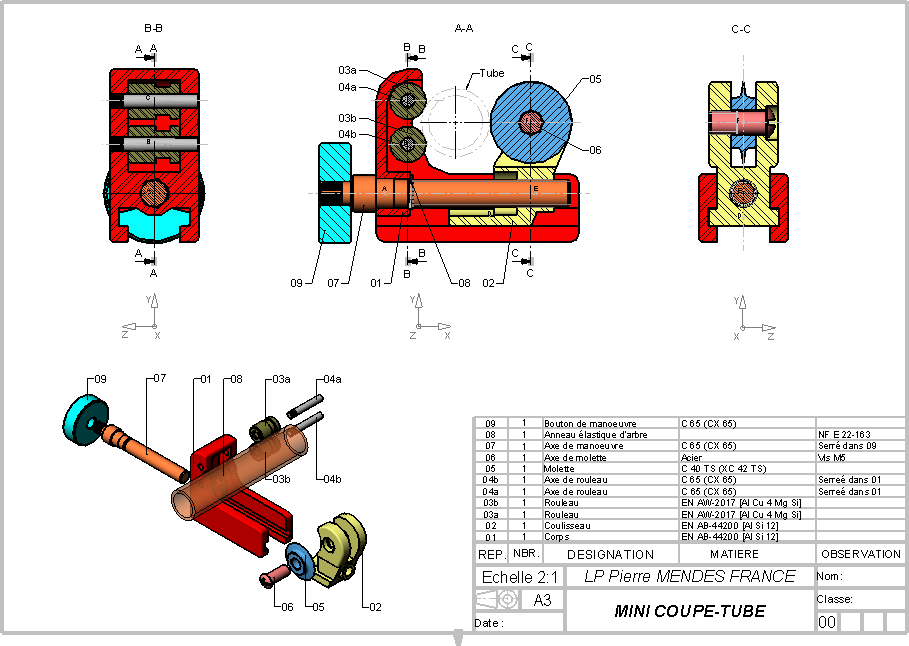 B-B
A A
C
B
A
A
A-A
B B
C C
03a
04a
03b
04b
Tube
05
06
A
E
D
09
07
01
B
B
08
02
C
C
C-C
F
D
Y
Z
X
Y
Z
X
Y
X
Z
09
07
01
08
03a
04a
03b
04b
06
05
02
09 1 Bouton de manoeuvre C 65 (CX 65)
08 1 Anneau élastique d'arbre NF E 22-163
07 1 Axe de manoeuvre C 65 (CX 65) Serré dans 09
06 1 Axe de molette Acier Vis M5
05 1 Molette C 40 TS (XC 42 TS)
04b 1 Axe de rouleau C 65 (CX 65) Serreé dans 01
04a 1 Axe de rouleau C 65 (CX 65) Serreé dans 01
03b 1 Rouleau EN AW-2017 [Al Cu 4 Mg Si]
03a 1 Rouleau EN AW-2017 [Al Cu 4 Mg Si]
02 1 Coulisseau EN AB-44200 [Al Si 12]
01 1 Corps EN AB-44200 [Al Si 12]
REP. NBR. DESIGNATION MATIERE OBSERVATION
Echelle 2:1 LP Pierre MENDES FRANCE Nom:
A3 MINI COUPE-TUBE Classe:
Date : 00